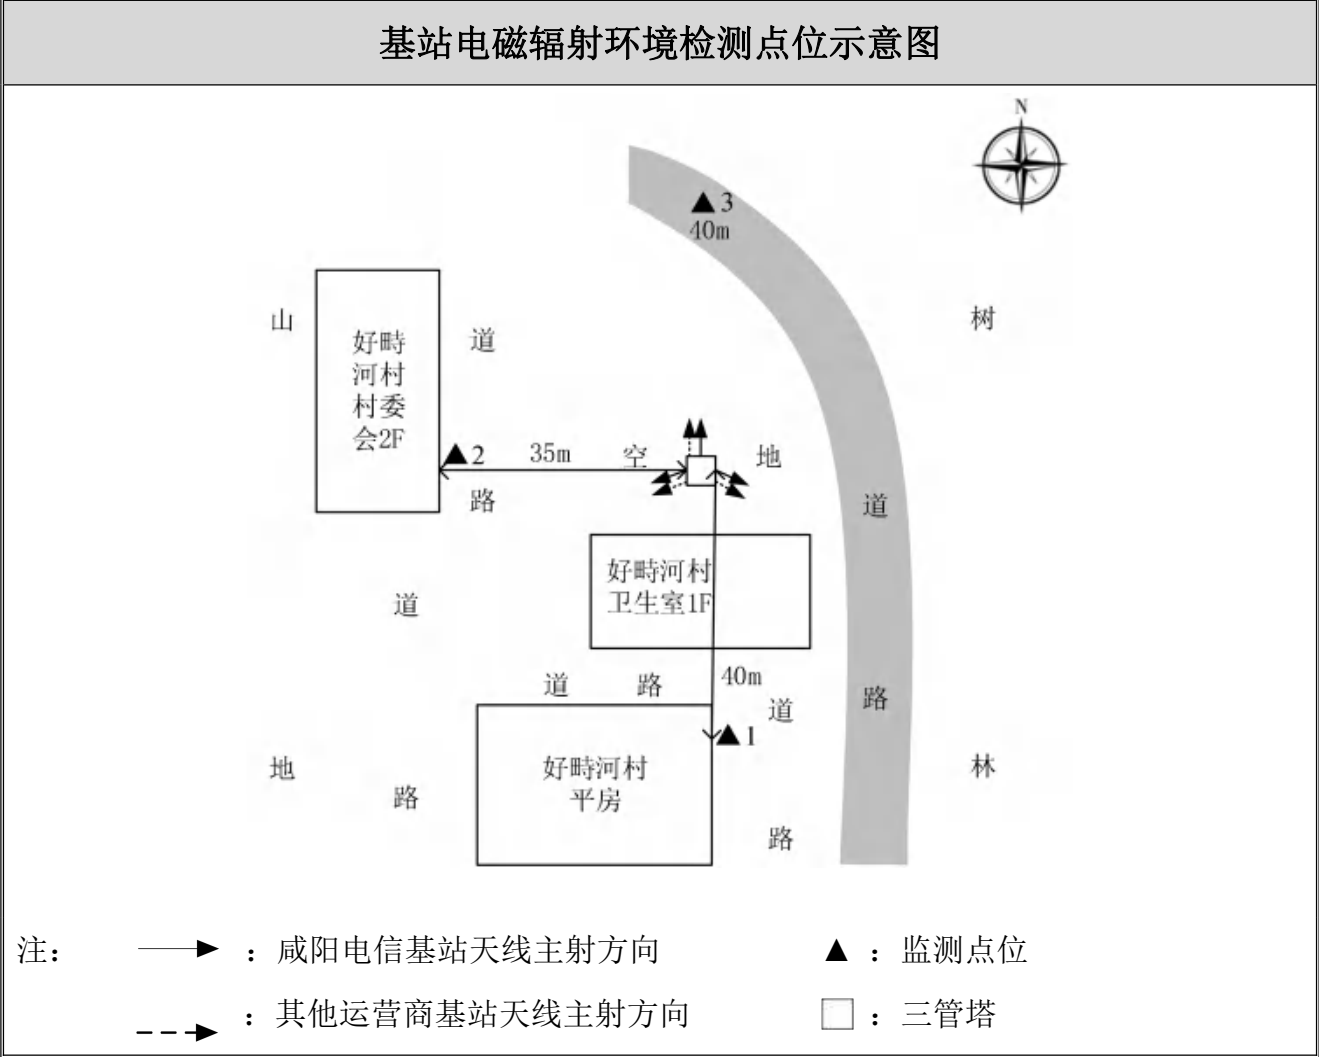 基站电磁辐射环境检测点位示意图
N
▲3
40m
山
树
好畤
河村
村委
会2F
道
▲2
35m
空
地
路
道
好畤河村
卫生室1F
道
道
路
40m
道
路
▲1
地
好畤河村
平房
林
路
路
注：
：咸阳电信基站天线主射方向
▲：监测点位
：其他运营商基站天线主射方向
：三管塔